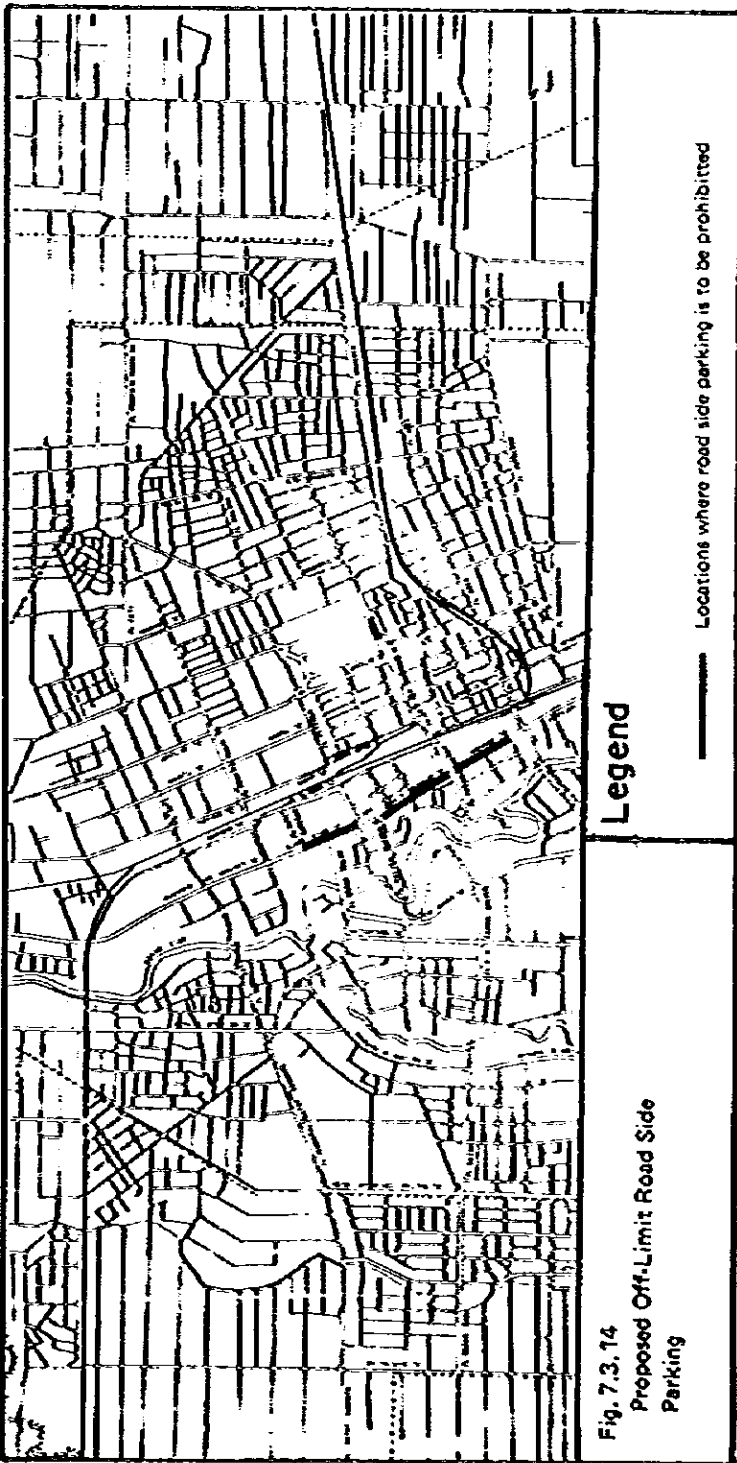 Fig. 7.3.14
Proposed Off-Limit Road Side
Parking
Legend
Locations where road side parking is to be prohibitted